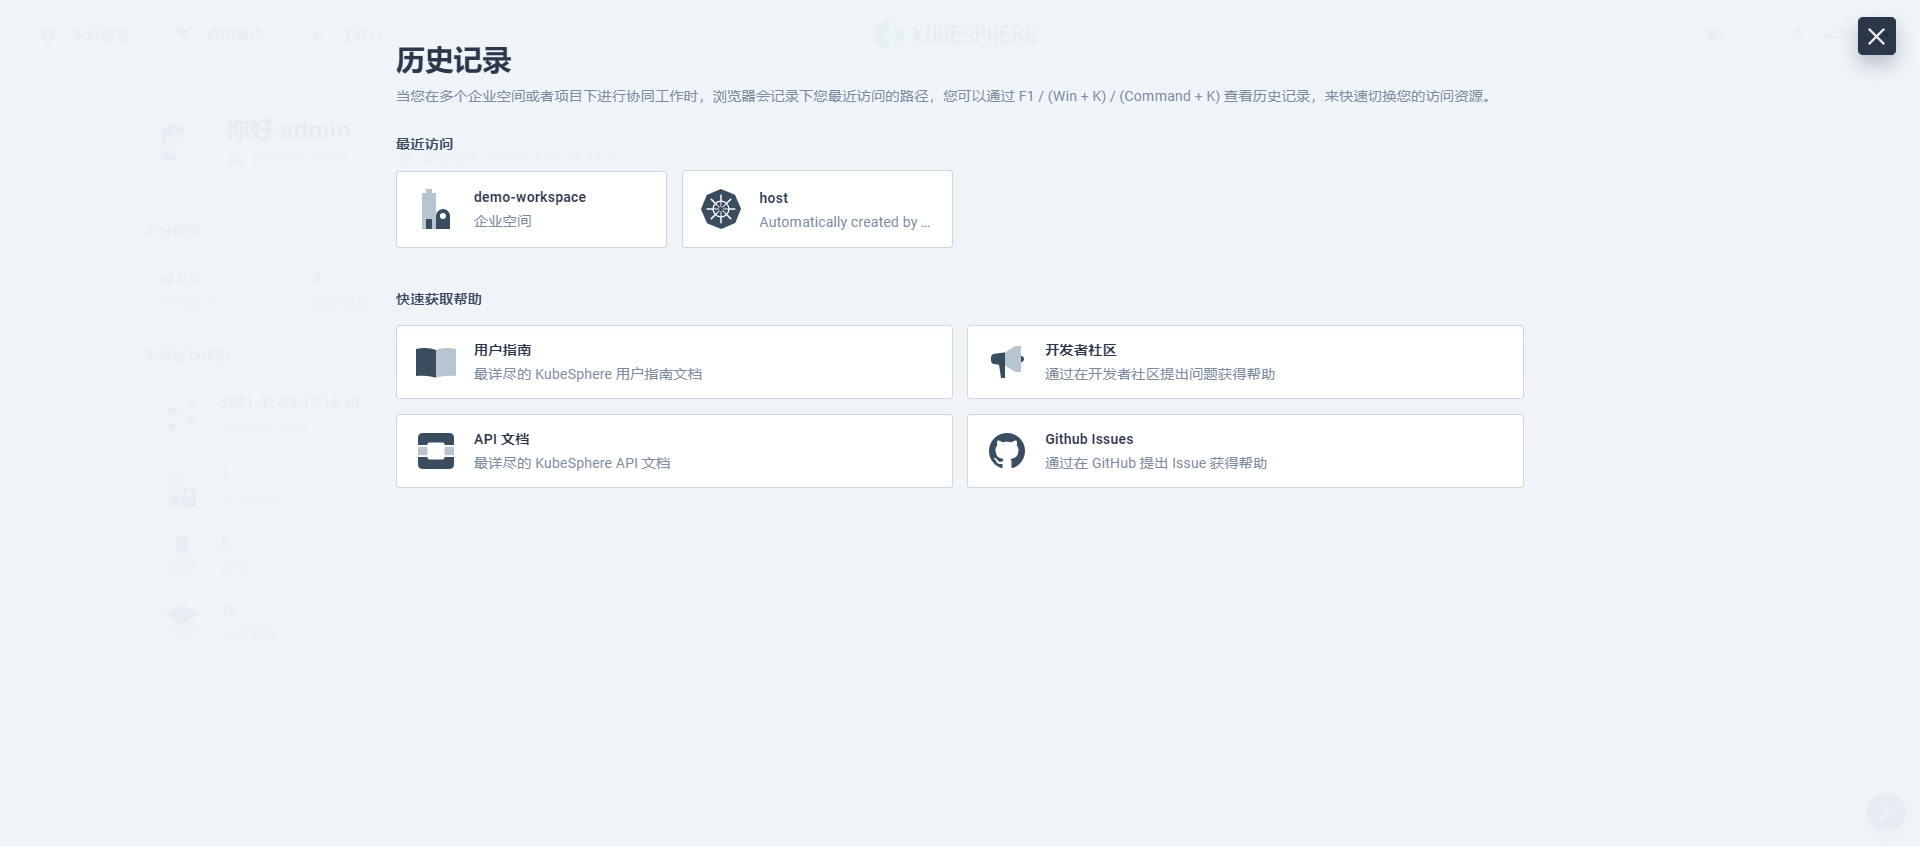 平台管理
应用商店
工作台
KUBESPHERE
历史记录
当您在多个企业空间或者项目下进行协同工作时，浏览器会记录下您最近访问的路径，您可以通过 F1 / (Win + K) / (Command + K) 查看历史记录，来快速切换您的访问资源。
你好 admin
platform-admin
最近访问
demo-workspace
企业空间
host
Automatically created by ...
平台信息
v3.0.0
3
快速获取帮助
用户指南
最详尽的 KubeSphere 用户指南文档
开发者社区
通过在开发者社区提出问题获得帮助
平台运行状态
2021-01-08 17:18:40
API 文档
最详尽的 KubeSphere API 文档
Github Issues
通过在 GitHub 提出 Issue 获得帮助
3
企业空间
8
16